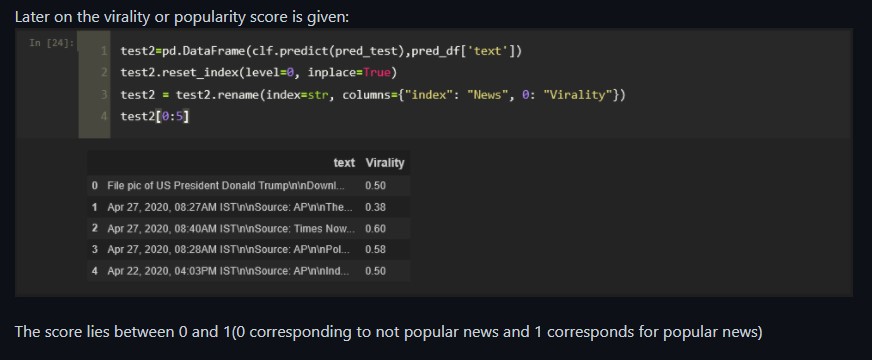 Later on the virality or popularity score is given:
In [24]:
1 test2=pd.DataFrame(clf.predict(pred_test),pred_df['text'])
2 test2.reset_index(level=0, inplace=True)
3 test2 = test2.rename(index=str, columns={"index": "News", 0: "Virality"})
4 test2[0:5]
text Virality
0 File pic of US President Donald Trump\n\nDownl... 0.50
1 Apr 27, 2020, 08:27AM IST\n\nSource: AP\n\nThe... 0.38
2 Apr 27, 2020, 08:40AM IST\n\nSource: Times Now... 0.60
3 Apr 27, 2020, 08:28AM IST\n\nSource: AP\n\nPol... 0.58
4 Apr 22, 2020, 04:03PM IST\n\nSource: AP\n\nInd... 0.50
The score lies between 0 and 1(0 corresponding to not popular news and 1 corresponds for popular news)